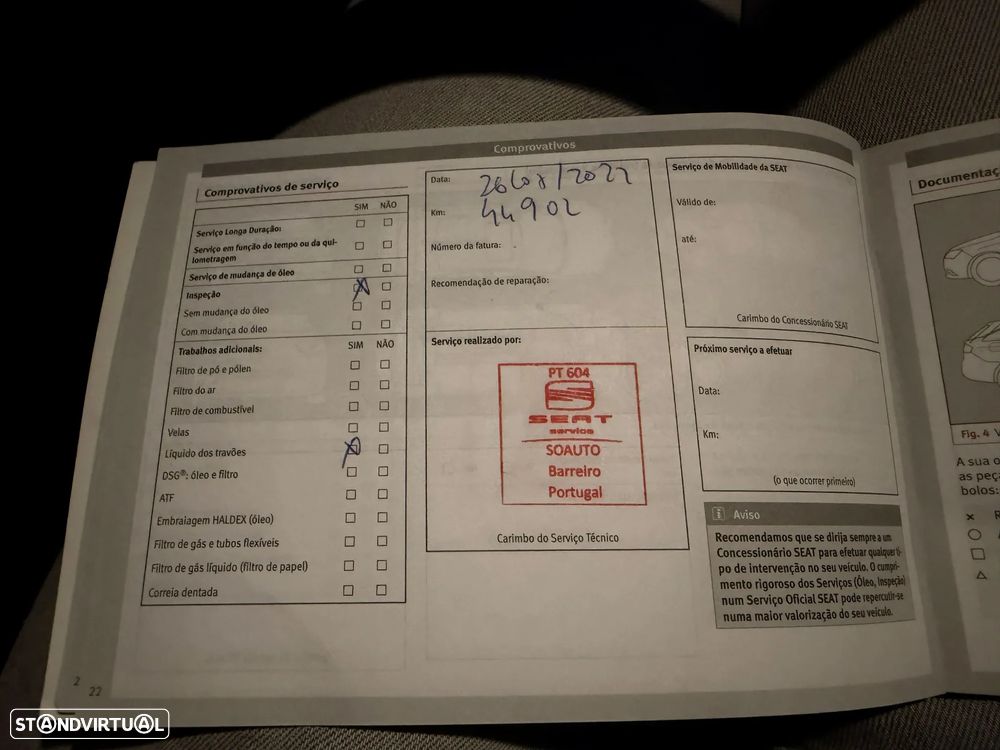 Comprovativos
Comprovativos de serviço
SIM NÃO
Serviço Longa Duração:
Serviço em função do tempo ou da qui-
lometragem
Serviço de mudança de óleo
Inspeção
Sem mudança do óleo
Com mudança do óleo
Trabalhos adicionais: SIM NÃO
Filtro de pó e pólen
Filtro do ar
Filtro de combustível
Velas
Líquido dos travões
DSG®: óleo e filtro
ATF
Embraiagem HALDEX (óleo)
Filtro de gás e tubos flexíveis
Filtro de gás líquido (filtro de papel)
Correia dentada
Data:
Km: 44902
Número da fatura:
Recomendação de reparação:
Serviço realizado por:
PT 604
SEAT
service
SOAUTO
Barreiro
Portugal
Carimbo do Serviço Técnico
Serviço de Mobilidade da SEAT
Válido de:
até:
Carimbo do Concessionário SEAT
Próximo serviço a efetuar
Data:
Km:
(o que ocorrer primeiro)
i Aviso
Recomendamos que se dirija sempre a um
Concessionário SEAT para efetuar qualquer ti-
po de intervenção no seu veículo. O cumpri-
mento rigoroso dos Serviços (Óleo, Inspeção)
num Serviço Oficial SEAT pode repercutir-se
numa maior valorização do seu veículo.
2
22
Documentaç
Fig. 4 V
A sua o
as peç
bolos:
STANDVIRTUAL